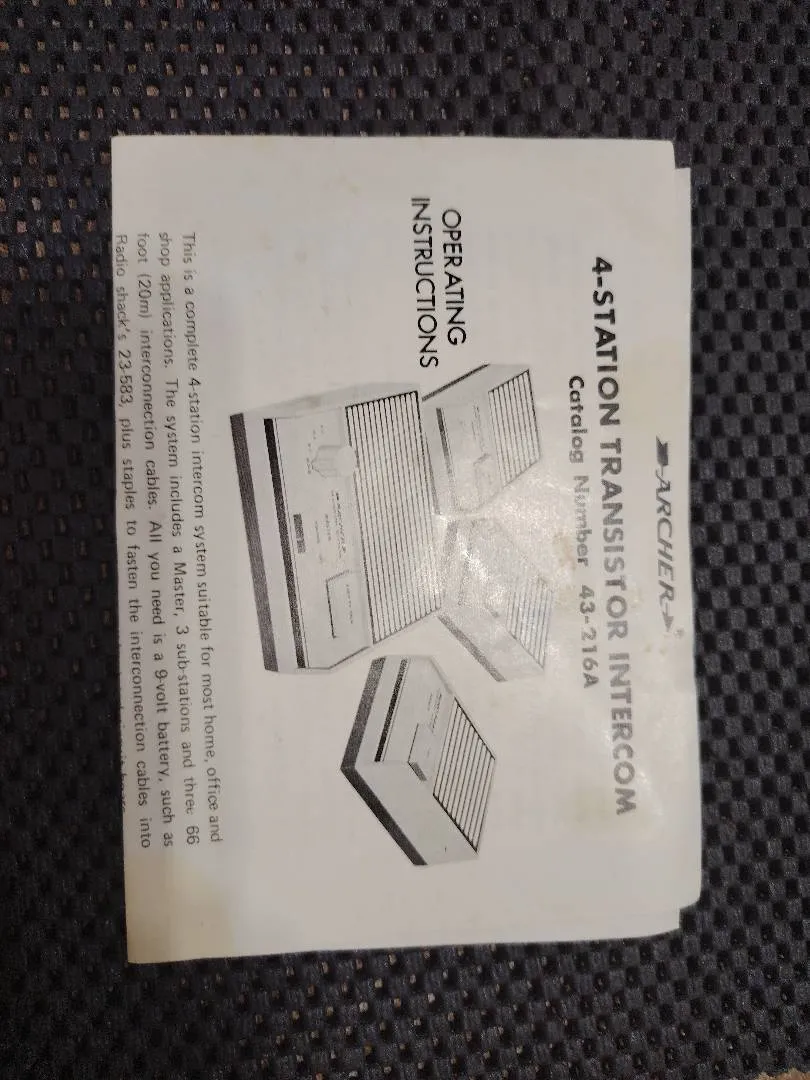 ARCHER
4-STATION TRANSISTOR INTERCOM
Catalog Number 43-216A
OPERATING
INSTRUCTIONS
This is a complete 4-station intercom system suitable for most home, office and
shop applications. The system includes a Master, 3 sub-stations and three 66
foot (20m) interconnection cables. All you need is a 9-volt battery, such as
Radio shack's 23-583, plus staples to fasten the interconnection cables into